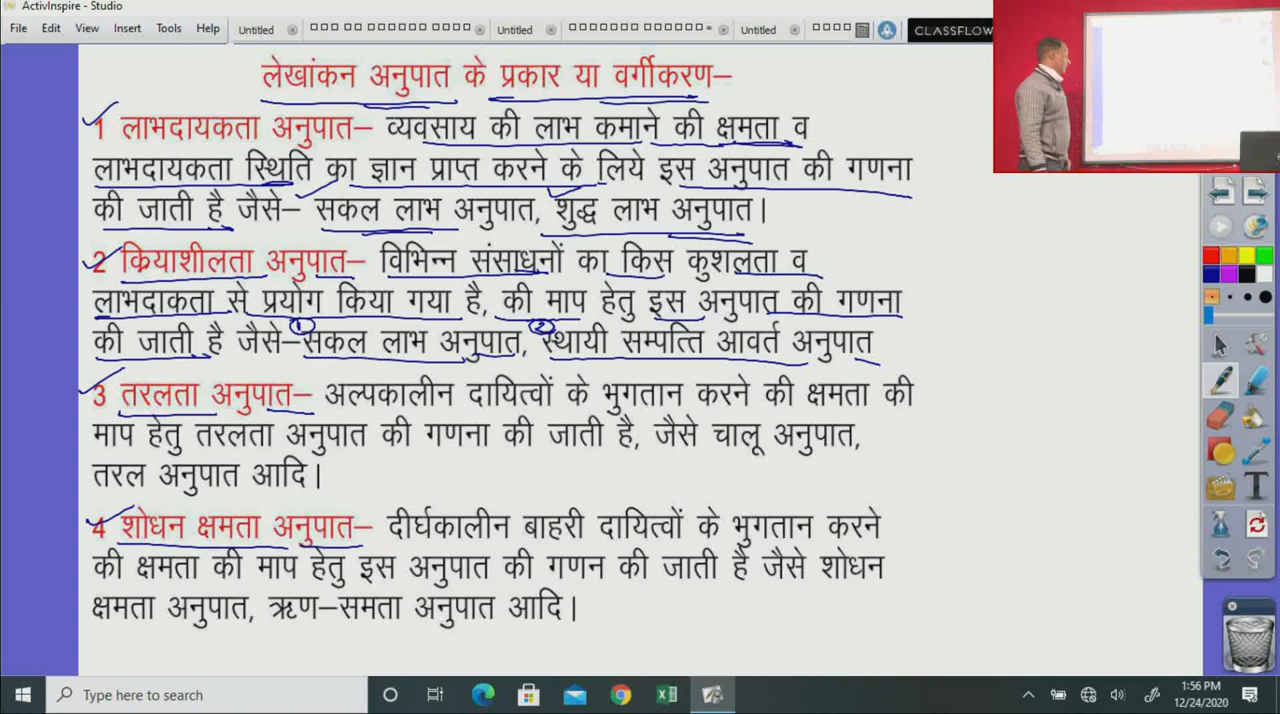 ActivInspire - Studio
File Edit View Insert Tools Help Untitled Untitled Untitled CLASSFLOW
लेखांकन अनुपात के प्रकार या वर्गीकरण–
1 लाभदायकता अनुपात– व्यवसाय की लाभ कमाने की क्षमता व
लाभदायकता स्थिति का ज्ञान प्राप्त करने के लिये इस अनुपात की गणना
की जाती है जैसे– सकल लाभ अनुपात, शुद्ध लाभ अनुपात।
2 कियाशीलता अनुपात– विभिन्न संसाधनों का किस कुशलता व
लाभदाकता से प्रयोग किया गया है, की माप हेतु इस अनुपात की गणना
1 2
की जाती है जैसे–सकल लाभ अनुपात, स्थायी सम्पत्ति आवर्त अनुपात
3 तरलता अनुपात– अल्पकालीन दायित्वों के भुगतान करने की क्षमता की
माप हेतु तरलता अनुपात की गणना की जाती है, जैसे चालू अनुपात,
तरल अनुपात आदि।
4 शोधन क्षमता अनुपात– दीर्घकालीन बाहरी दायित्वों के भुगतान करने
की क्षमता की माप हेतु इस अनुपात की गणन की जाती है जैसे शोधन
क्षमता अनुपात, ऋण–समता अनुपात आदि।
Type here to search
1:56 PM
12/24/2020